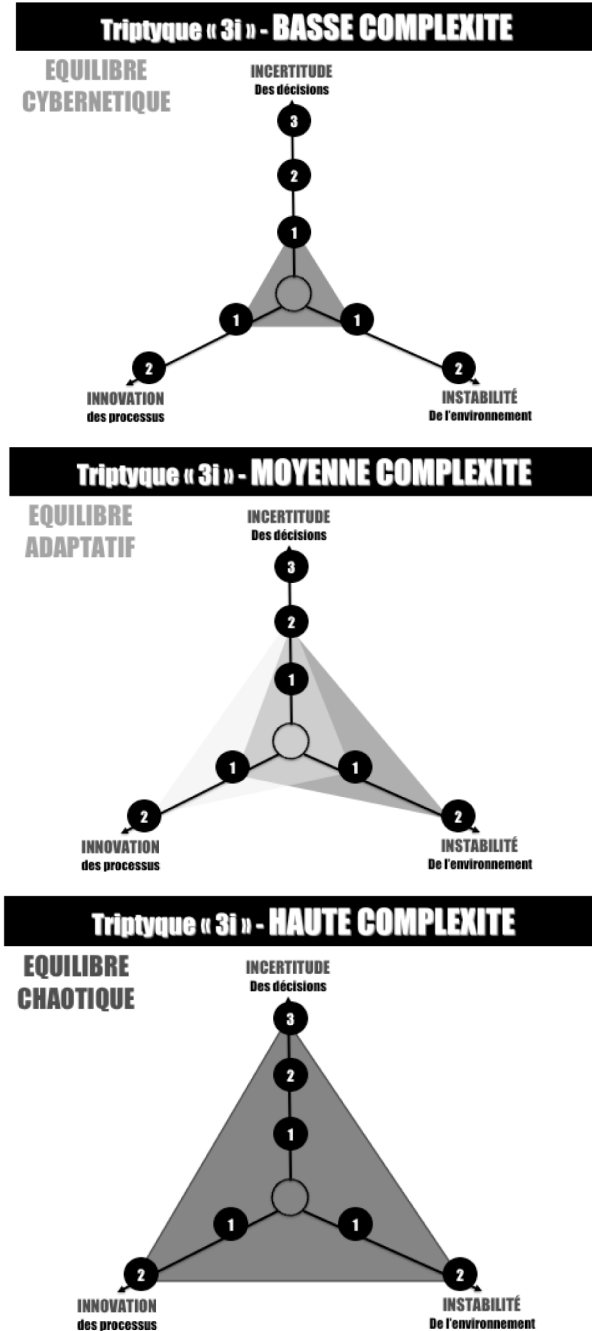 Triptyque « 3i » - BASSE COMPLEXITE
EQUILIBRE
CYBERNETIQUE
INCERTITUDE
Des décisions
3
2
1
1
1
2
2
INNOVATION
des processus
INSTABILITÉ
De l'environnement
Triptyque « 3i » - MOYENNE COMPLEXITE
EQUILIBRE
ADAPTATIF
INCERTITUDE
Des décisions
3
2
1
1
1
2
2
INNOVATION
des processus
INSTABILITÉ
De l'environnement
Triptyque « 3i » - HAUTE COMPLEXITE
EQUILIBRE
CHAOTIQUE
INCERTITUDE
Des décisions
3
2
1
1
1
2
2
INNOVATION
des processus
INSTABILITÉ
De l'environnement